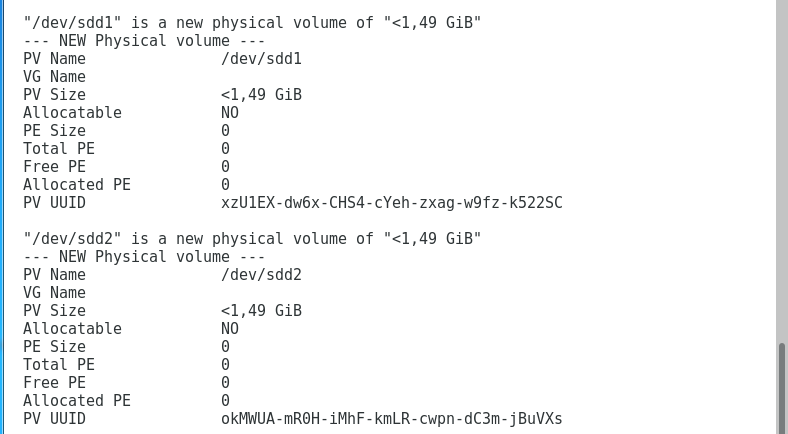 "/dev/sdd1" is a new physical volume of "<1,49 GiB"
--- NEW Physical volume ---
PV Name               /dev/sdd1
VG Name
PV Size               <1,49 GiB
Allocatable           NO
PE Size               0
Total PE              0
Free PE               0
Allocated PE          0
PV UUID               xzU1EX-dw6x-CHS4-cYeh-zxag-w9fz-k522SC

"/dev/sdd2" is a new physical volume of "<1,49 GiB"
--- NEW Physical volume ---
PV Name               /dev/sdd2
VG Name
PV Size               <1,49 GiB
Allocatable           NO
PE Size               0
Total PE              0
Free PE               0
Allocated PE          0
PV UUID               okMWUA-mR0H-iMhF-kmLR-cwpn-dC3m-jBuVXs